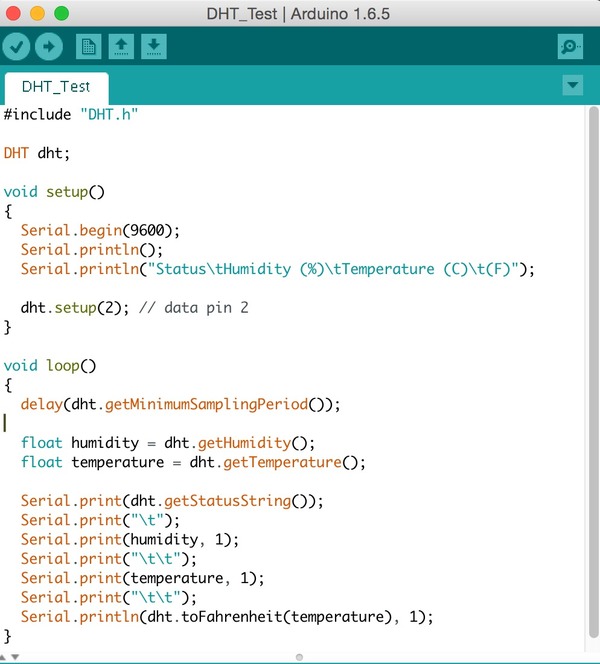 DHT_Test | Arduino 1.6.5
DHT_Test
#include "DHT.h"
DHT dht;
void setup()
{
  Serial.begin(9600);
  Serial.println();
  Serial.println("Status\tHumidity (%)\tTemperature (C)\t(F)");
  dht.setup(2); // data pin 2
}
void loop()
{
  delay(dht.getMinimumSamplingPeriod());
  float humidity = dht.getHumidity();
  float temperature = dht.getTemperature();
  Serial.print(dht.getStatusString());
  Serial.print("\t");
  Serial.print(humidity, 1);
  Serial.print("\t\t");
  Serial.print(temperature, 1);
  Serial.print("\t\t");
  Serial.println(dht.toFahrenheit(temperature), 1);
}